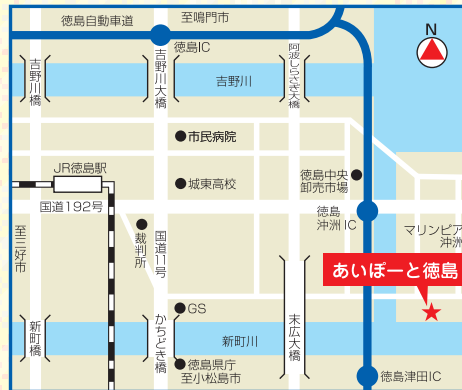 徳島自動車道
至鳴門市
徳島IC
N
吉野川橋
吉野川大橋
阿波しらさぎ大橋
吉野川
市民病院
JR徳島駅
城東高校
徳島中央
卸売市場
国道192号
徳島
沖洲IC
マリンピア
沖洲
至三好市
裁判所
国道11号
あいぽーと徳島
GS
新町橋
かちどき橋
新町川
末広大橋
徳島県庁
至小松島市
徳島津田IC